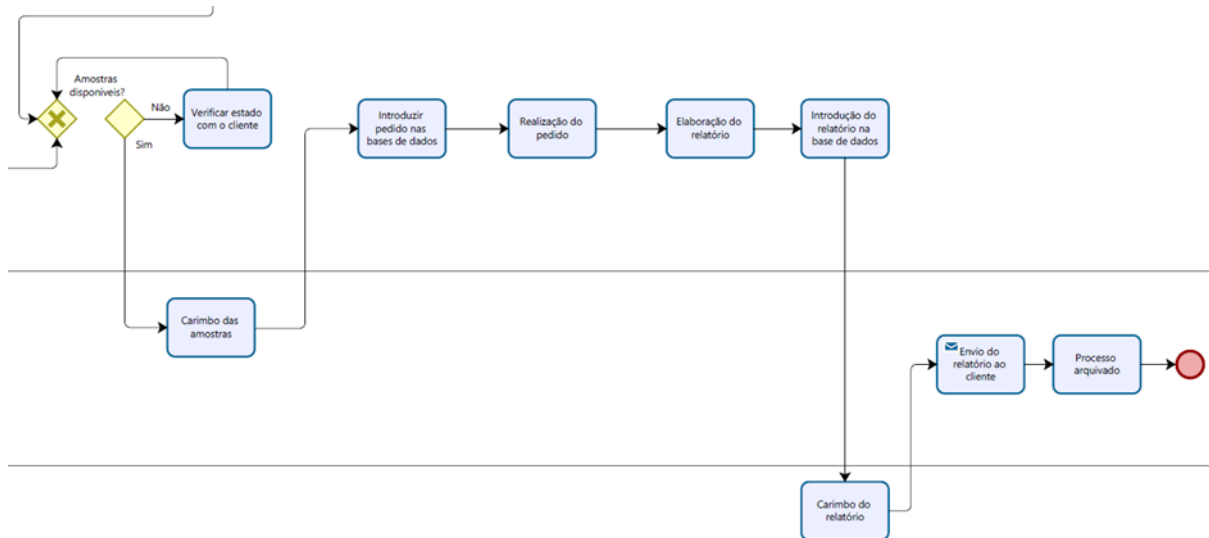 Amostras
disponíveis?
Não
Sim
Verificar estado
com o cliente
Introduzir
pedido nas
bases de dados
Realização do
pedido
Elaboração do
relatório
Introdução do
relatório na
base de dados
Carimbo das
amostras
Envio do
relatório ao
cliente
Processo
arquivado
Carimbo do
relatório